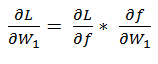 ∂L/∂W₁ = ∂L/∂f * ∂f/∂W₁